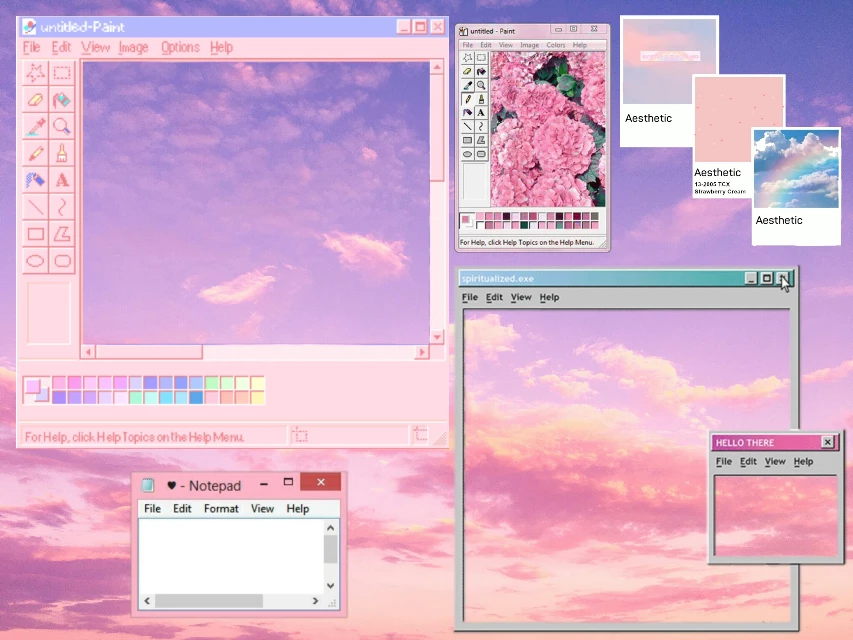 untitled-Paint
File Edit View Image Options Help
For Help, click Help Topics on the Help Menu.
untitled - Paint
File Edit View Image Colors Help
A
For Help, click Help Topics on the Help Menu.
Aesthetic
Aesthetic
13-2805 TCX
Strawberry Cream
Aesthetic
spiritualized.exe
File Edit View Help
HELLO THERE
File Edit View Help
♥ - Notepad
File Edit Format View Help